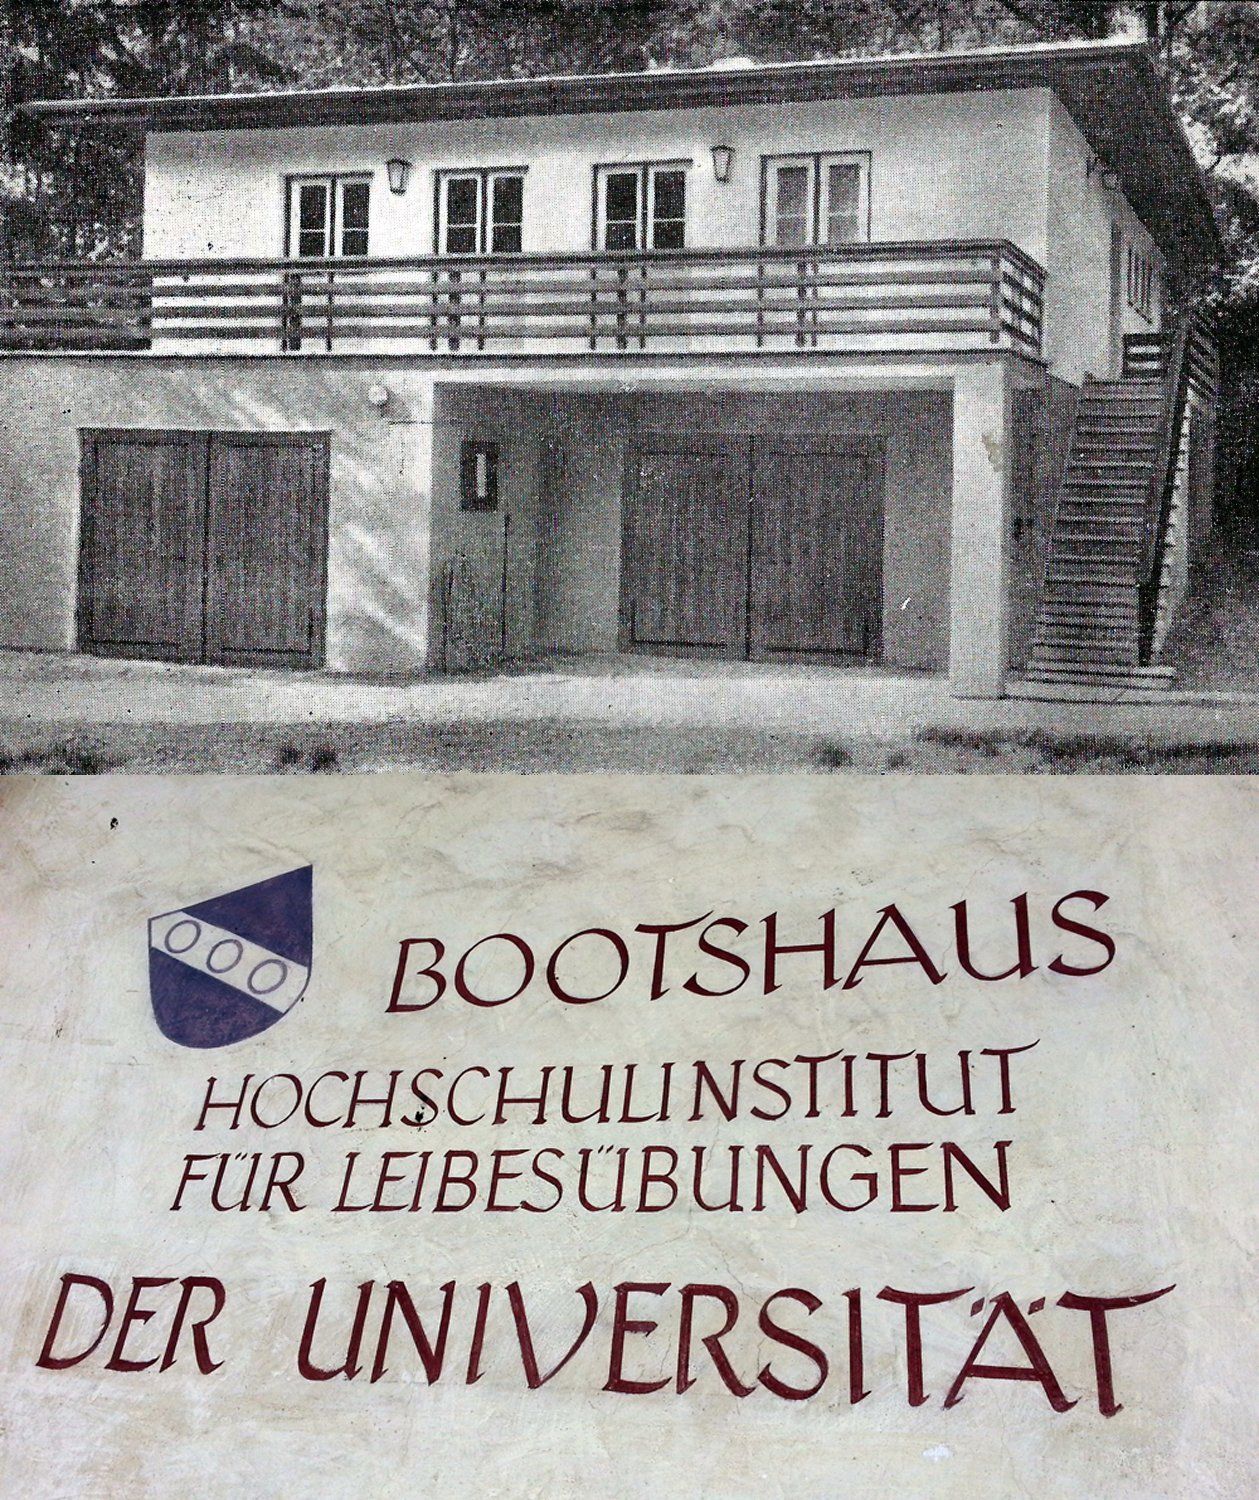 BOOTSHAUS
HOCHSCHULINSTITUT
FÜR LEIBESÜBUNGEN
DER UNIVERSITÄT